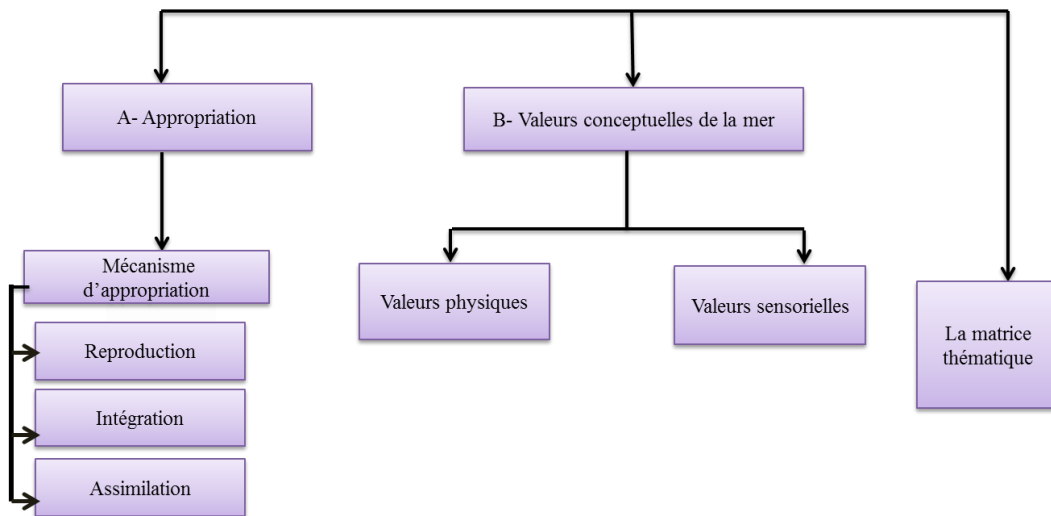 A- Appropriation
B- Valeurs conceptuelles de la mer
Mécanisme
d’appropriation
Valeurs physiques
Valeurs sensorielles
La matrice
thématique
Reproduction
Intégration
Assimilation